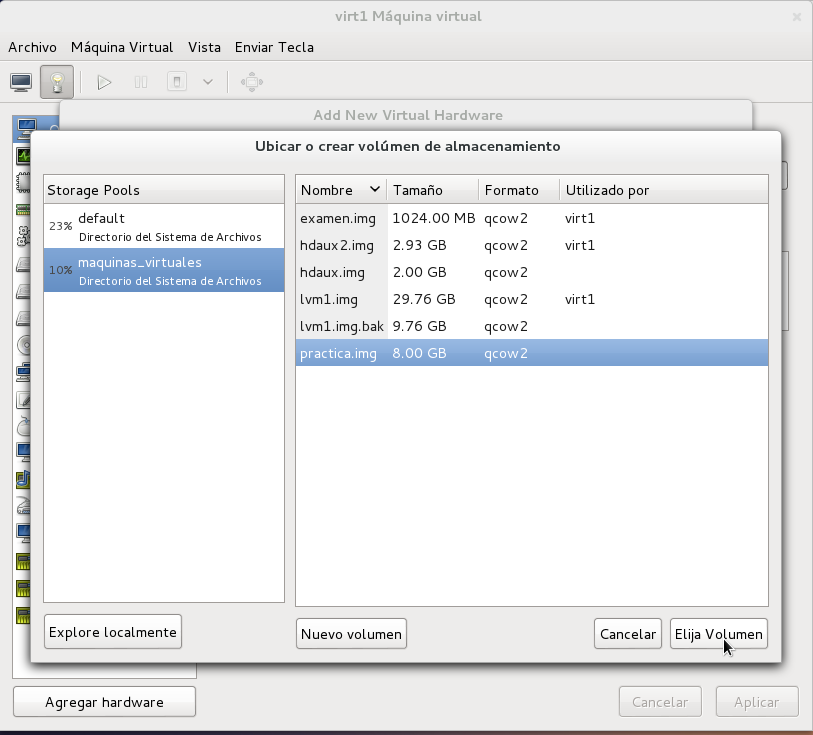 virt1 Máquina virtual
Archivo Máquina Virtual Vista Enviar Tecla
Add New Virtual Hardware
Ubicar o crear volúmen de almacenamiento
Storage Pools
23% default
Directorio del Sistema de Archivos
10% maquinas_virtuales
Directorio del Sistema de Archivos
Nombre Tamaño Formato Utilizado por
examen.img 1024.00 MB qcow2 virt1
hdaux2.img 2.93 GB qcow2 virt1
hdaux.img 2.00 GB qcow2
lvm1.img 29.76 GB qcow2 virt1
lvm1.img.bak 9.76 GB qcow2
practica.img 8.00 GB qcow2
Explore localmente
Nuevo volumen
Cancelar
Elija Volumen
Agregar hardware
Cancelar
Aplicar